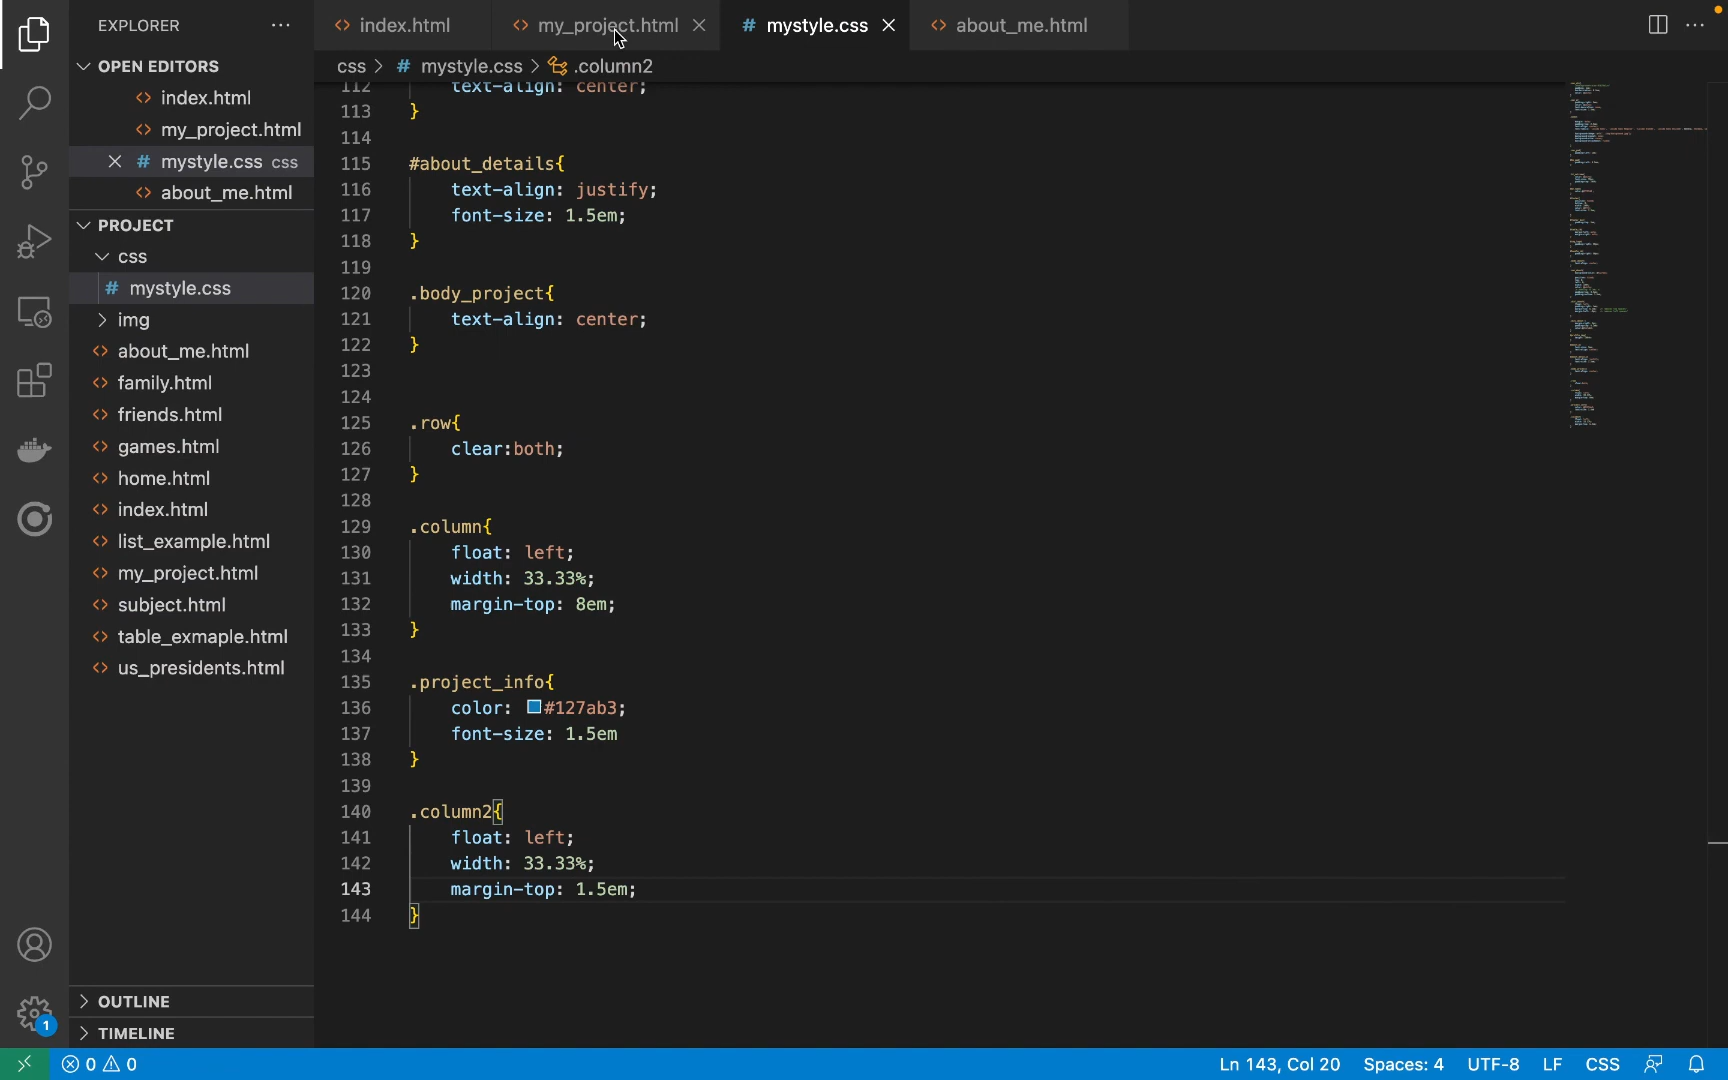 EXPLORER
OPEN EDITORS
index.html
my_project.html
mystyle.css css
about_me.html
PROJECT
css
mystyle.css
img
about_me.html
family.html
friends.html
games.html
home.html
index.html
list_example.html
my_project.html
subject.html
table_exmaple.html
us_presidents.html
OUTLINE
TIMELINE
1
index.html
my_project.html
# mystyle.css
about_me.html
css > # mystyle.css > .column2
112 text-align: center;
113 }
114
115 #about_details{
116 text-align: justify;
117 font-size: 1.5em;
118 }
119
120 .body_project{
121 text-align: center;
122 }
123
124
125 .row{
126 clear:both;
127 }
128
129 .column{
130 float: left;
131 width: 33.33%;
132 margin-top: 8em;
133 }
134
135 .project_info{
136 color: #127ab3;
137 font-size: 1.5em
138 }
139
140 .column2{
141 float: left;
142 width: 33.33%;
143 margin-top: 1.5em;
144 }
0 0 Ln 143, Col 20 Spaces: 4 UTF-8 LF CSS